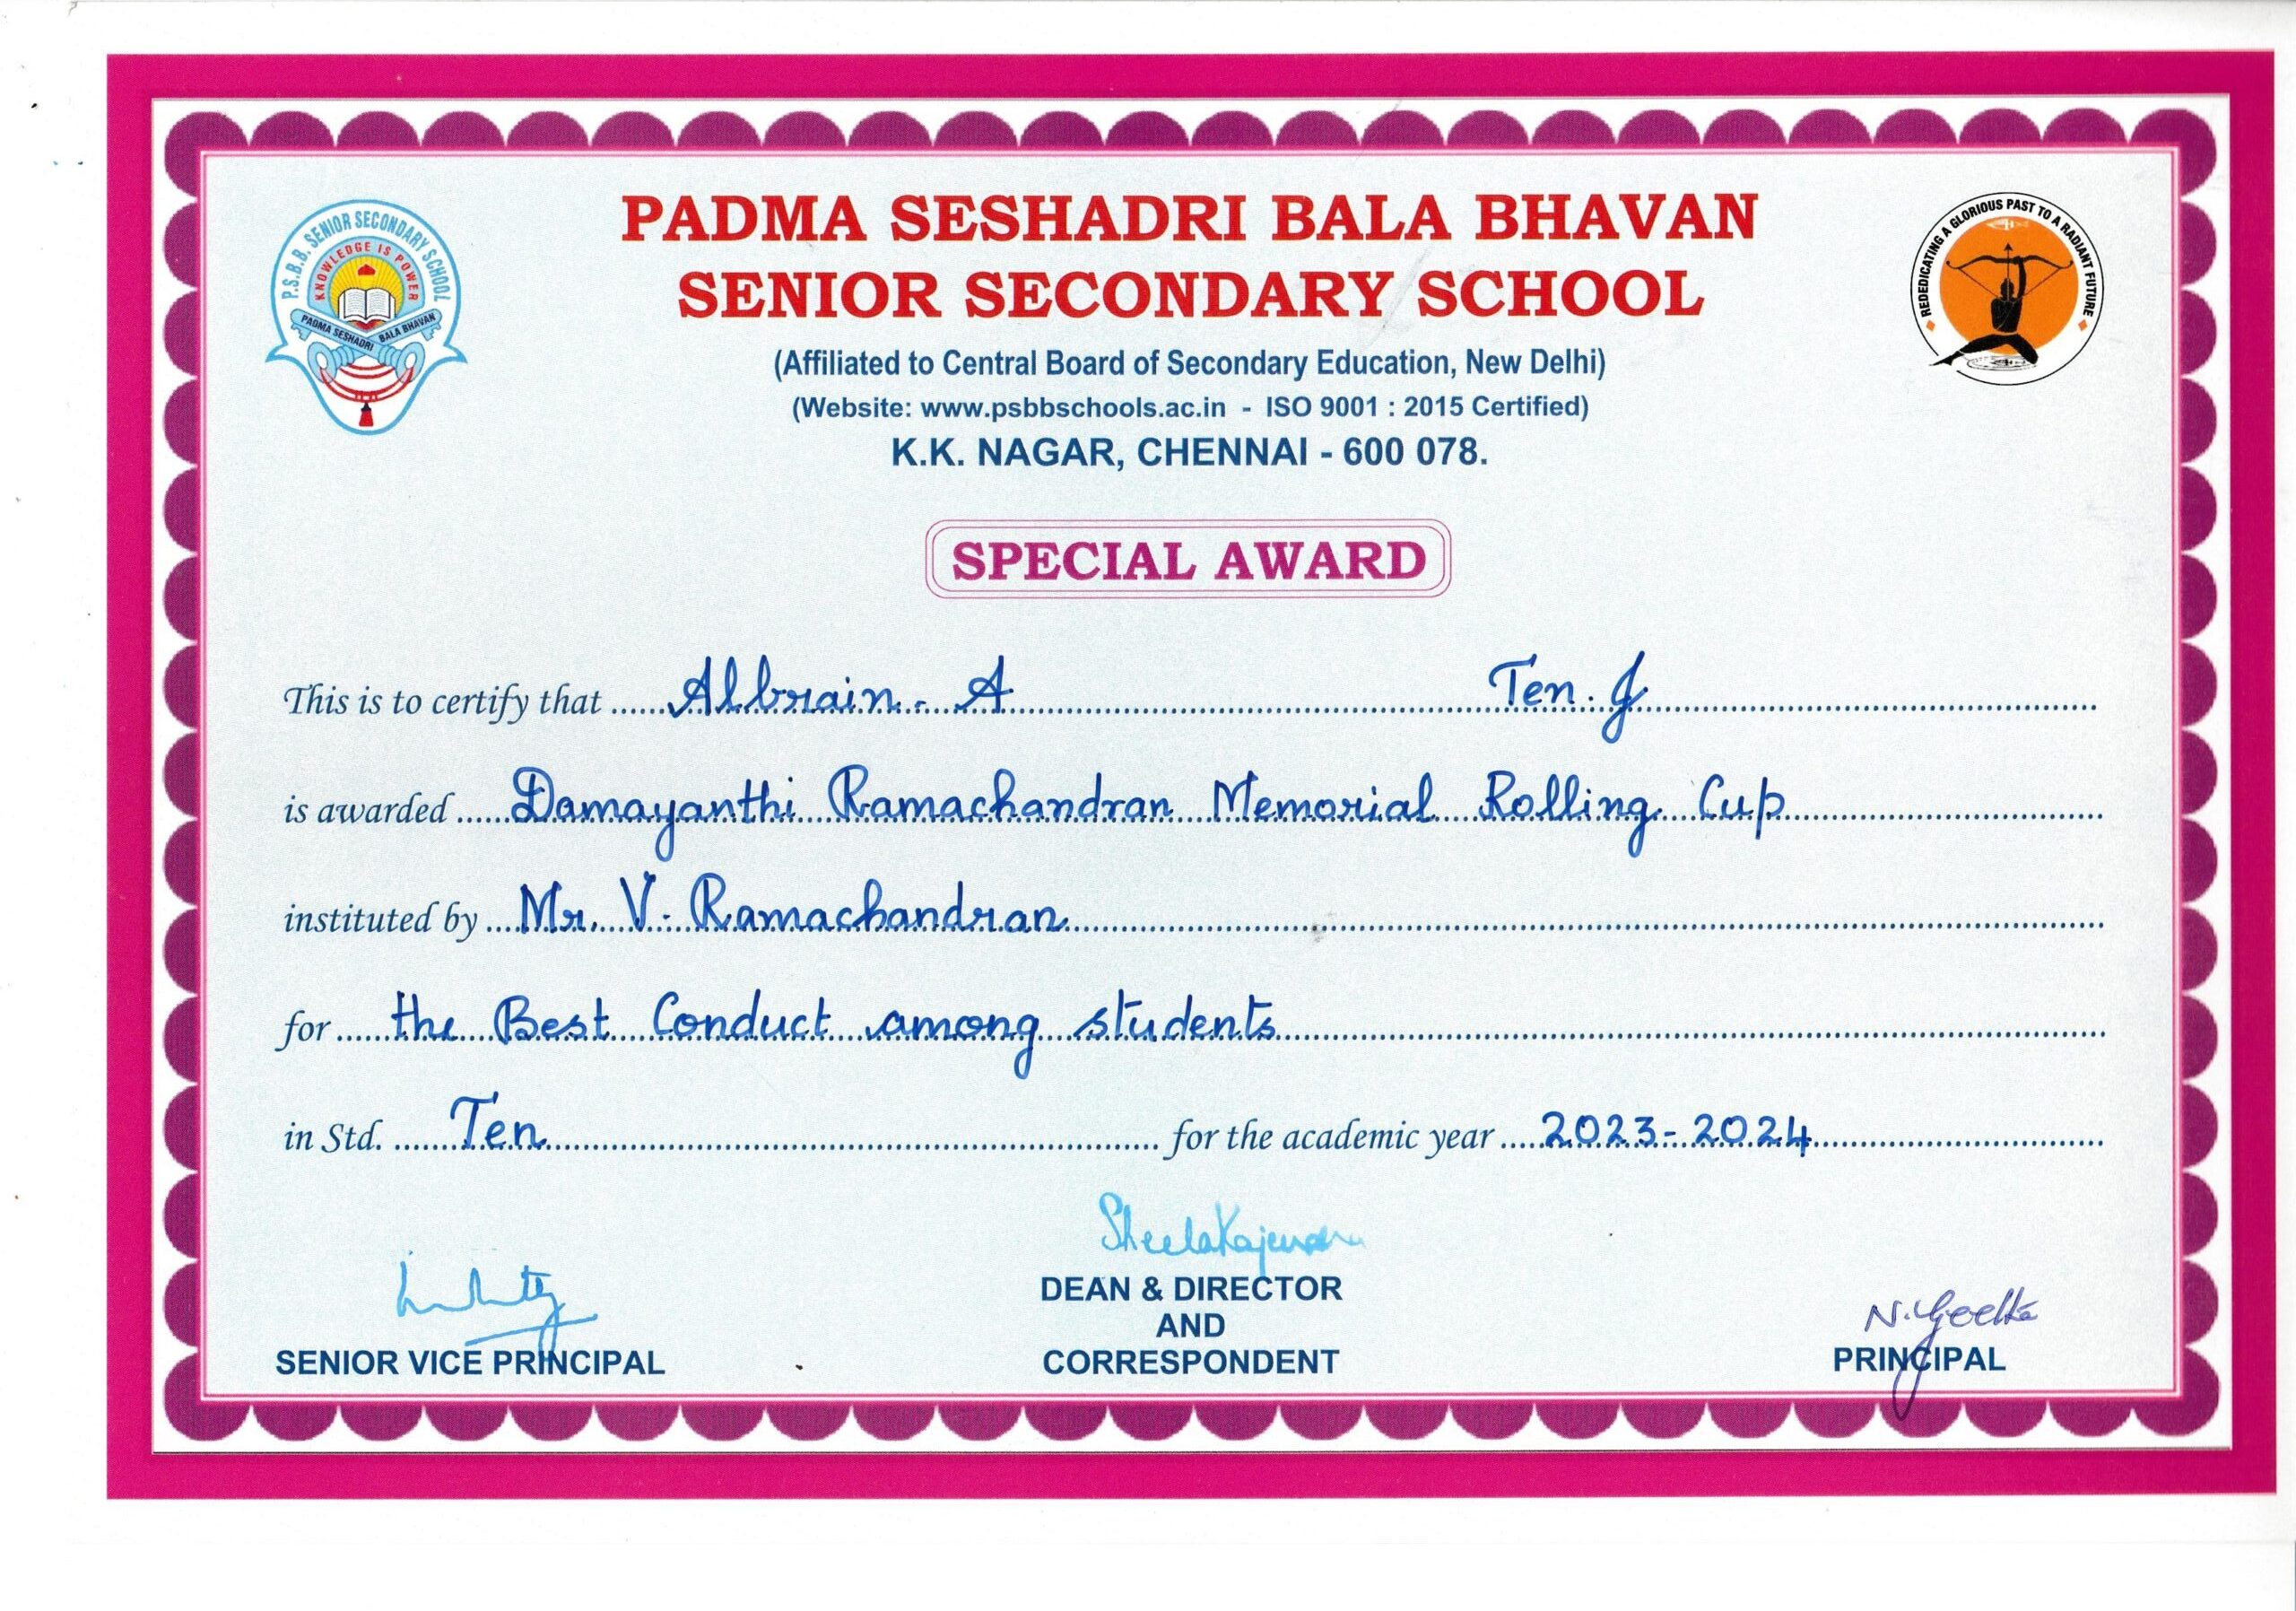 P.S.B.B. SENIOR SECONDARY SCHOOL
KNOWLEDGE IS POWER
PADMA SESHADRI BALA BHAVAN
PADMA SESHADRI BALA BHAVAN
SENIOR SECONDARY SCHOOL
(Affiliated to Central Board of Secondary Education, New Delhi)
(Website: www.psbbschools.ac.in - ISO 9001 : 2015 Certified)
K.K. NAGAR, CHENNAI - 600 078.
REDEDICATING A GLORIOUS PAST TO A RADIANT FUTURE
SPECIAL AWARD
This is to certify that Albrain. A Ten. J
is awarded Damayanthi Ramachandran Memorial Rolling Cup
instituted by Mr. V. Ramachandran
for the Best Conduct among students
in Std. Ten for the academic year 2023-2024
SENIOR VICE PRINCIPAL
DEAN & DIRECTOR
AND
CORRESPONDENT
N. Geetha
PRINCIPAL